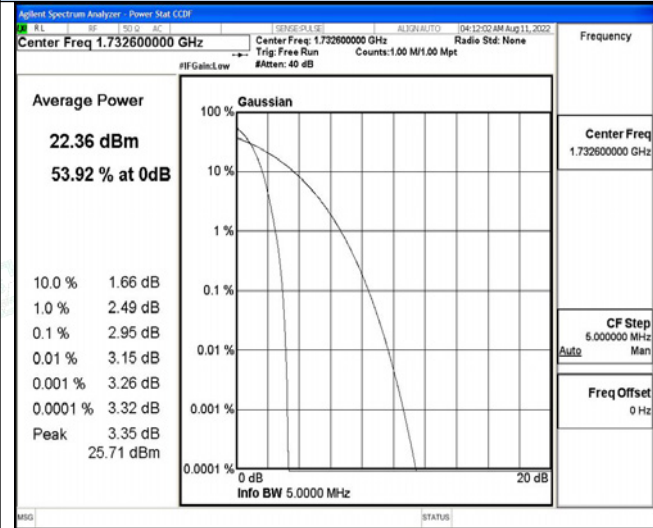 Agilent Spectrum Analyzer - Power Stat CCDF
RL RF 50 Ω AC SENSE:PULSE ALIGN AUTO 04:12:02 AM Aug 11, 2022
Center Freq 1.732600000 GHz
Center Freq: 1.732600000 GHz Radio Std: None
Trig: Free Run Counts:1.00 M/1.00 Mpt
#IFGain:Low #Atten: 40 dB
Frequency
Average Power
22.36 dBm
53.92 % at 0dB
10.0 % 1.66 dB
1.0 % 2.49 dB
0.1 % 2.95 dB
0.01 % 3.15 dB
0.001 % 3.26 dB
0.0001 % 3.32 dB
Peak 3.35 dB
25.71 dBm
Gaussian
100 %
10 %
1 %
0.1 %
0.01 %
0.001 %
0.0001 %
0 dB 20 dB
Info BW 5.0000 MHz
Center Freq
1.732600000 GHz
CF Step
5.000000 MHz
Auto Man
Freq Offset
0 Hz
MSG STATUS